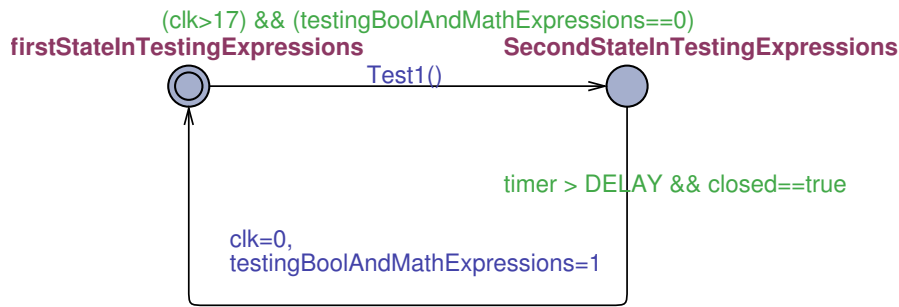 (clk>17) && (testingBoolAndMathExpressions==0)
firstStateInTestingExpressions
SecondStateInTestingExpressions
Test1()
timer > DELAY && closed==true
clk=0,
testingBoolAndMathExpressions=1